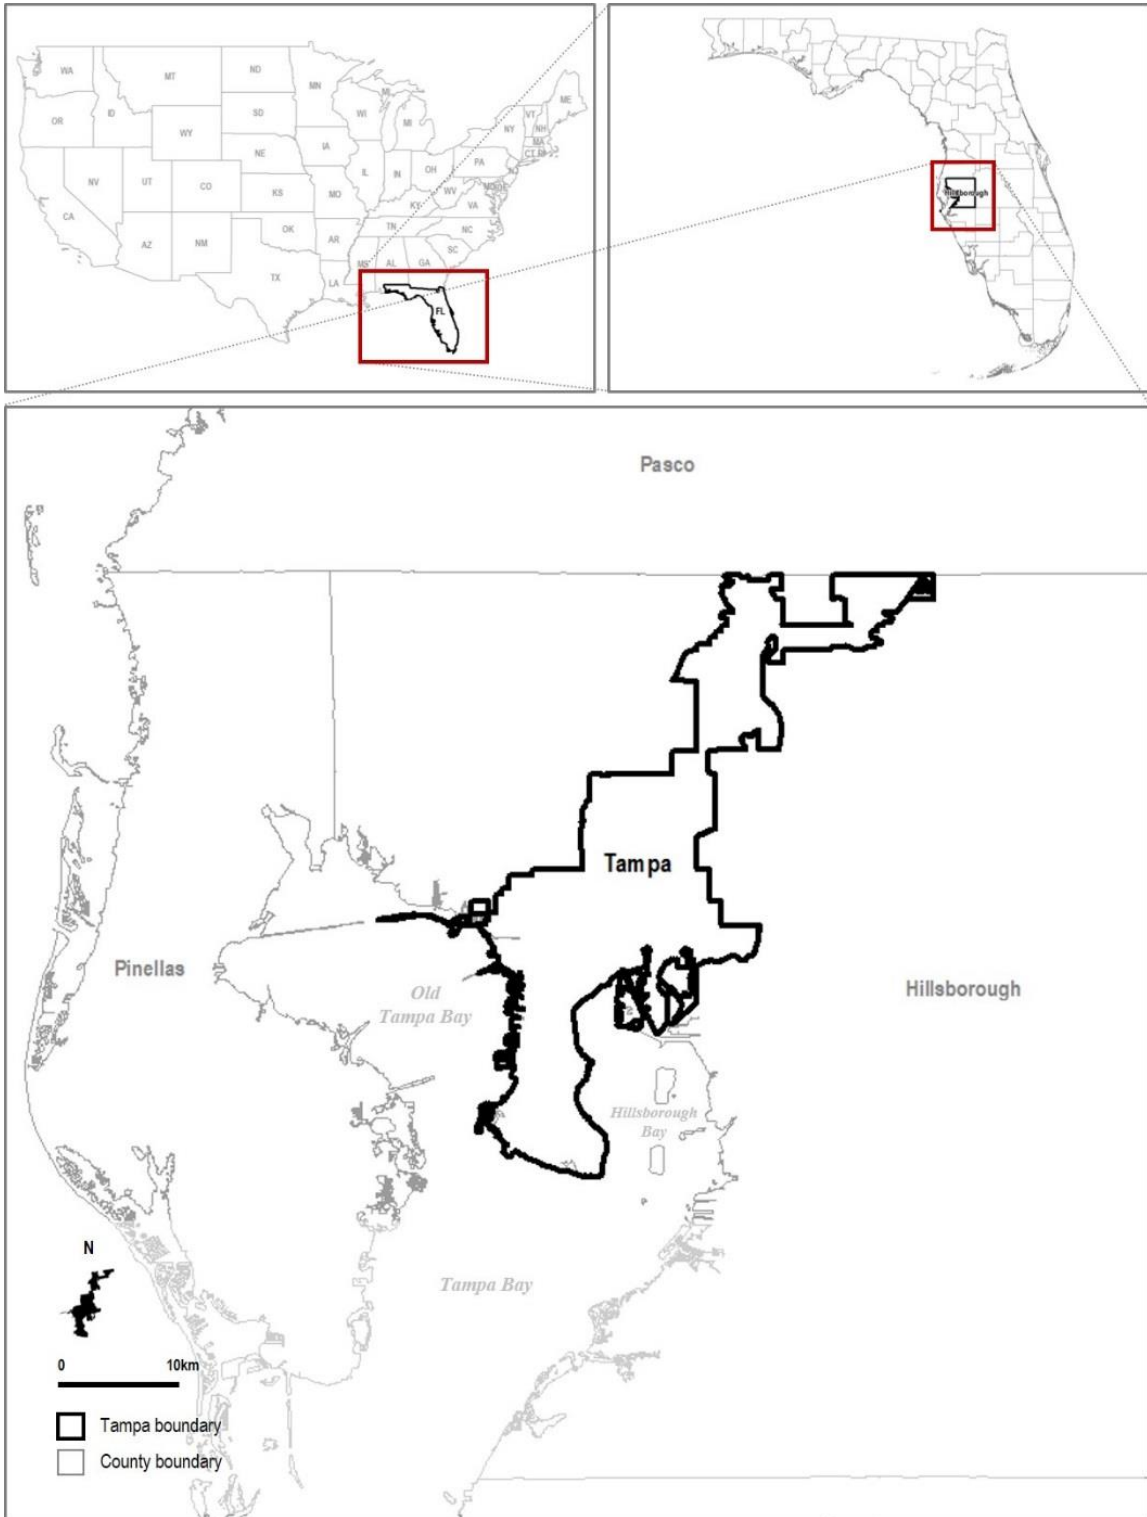 WA
MT
ND
MN
ME
OR
ID
SD
WI
MI
VT
NH
WY
MI
NY
MA
CT RI
NE
IA
PA
NJ
NV
UT
CO
IL
IN
OH
KS
MO
WV
KY
VA
CA
OK
TN
NC
AZ
NM
AR
SC
MS
AL
GA
TX
LA
FL
Hillsborough
Pasco
Tampa
Pinellas
Old
Tampa Bay
Hillsborough
Hillsborough
Bay
Tampa Bay
N
0 10km
Tampa boundary
County boundary